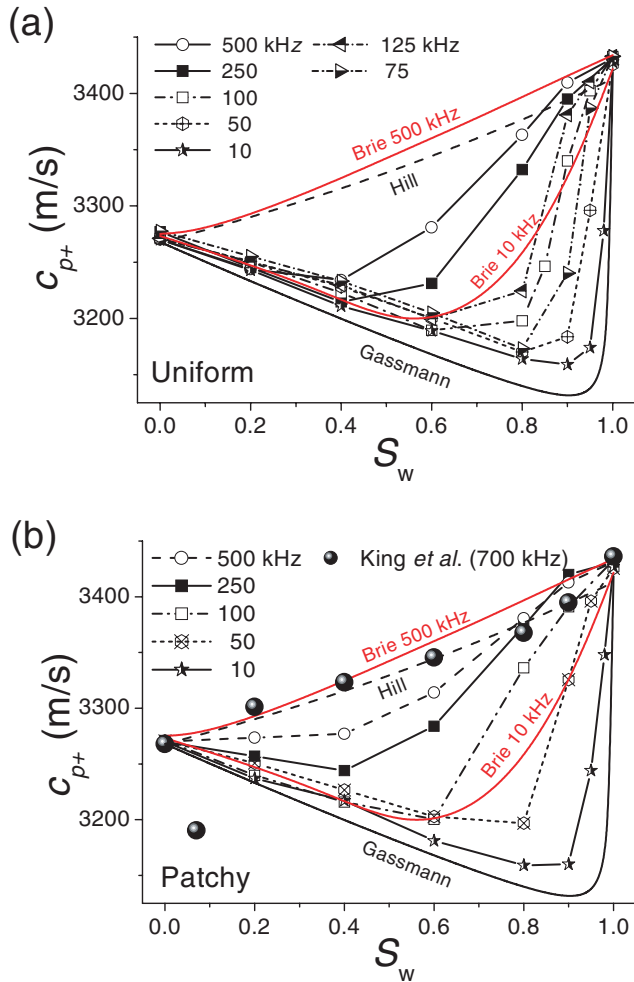 (a)
500 kHz
125 kHz
250
75
100
50
10
3400
3300
3200
c_{p+} (m/s)
Brie 500 kHz
Hill
Brie 10 kHz
Gassmann
Uniform
0.0 0.2 0.4 0.6 0.8 1.0
S_w
(b)
500 kHz
King et al. (700 kHz)
250
100
50
10
3400
3300
3200
c_{p+} (m/s)
Brie 500 kHz
Hill
Brie 10 kHz
Gassmann
Patchy
0.0 0.2 0.4 0.6 0.8 1.0
S_w